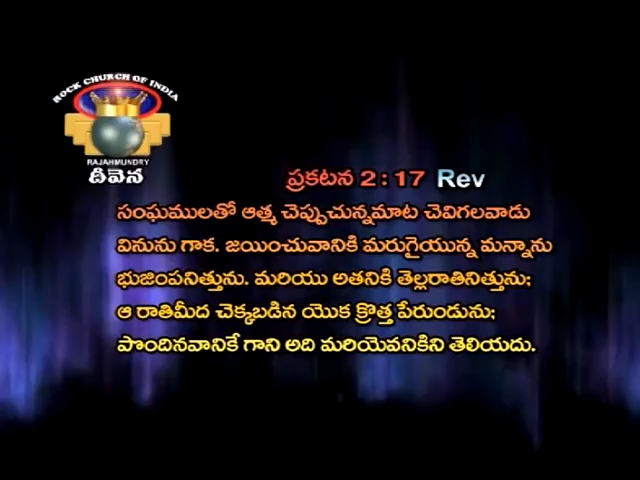 ROCK CHURCH OF INDIA
RAJAHMUNDRY
దీవెన
ప్రకటన 2 : 17 Rev
సంఘములతో ఆత్మ చెప్పుచున్నమాట చెవిగలవాడు
వినును గాక. జయించువానికి మరుగైయున్న మన్నాను
భుజింపనిత్తును. మరియు అతనికి తెల్లరాతినిత్తును;
ఆ రాతిమీద చెక్కబడిన యొక క్రొత్త పేరుండును;
పొందినవానికే గాని అది మరియెవనికిని తెలియదు.